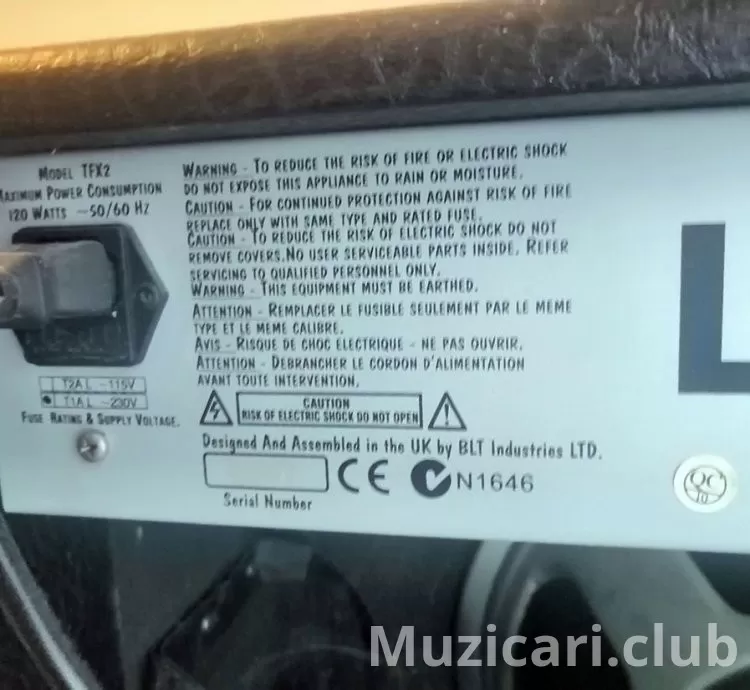 MODEL TFX2
MAXIMUM POWER CONSUMPTION
120 WATTS ~50/60 HZ
T2A L ~115V
T1A L ~230V
FUSE RATING & SUPPLY VOLTAGE.
WARNING - TO REDUCE THE RISK OF FIRE OR ELECTRIC SHOCK
DO NOT EXPOSE THIS APPLIANCE TO RAIN OR MOISTURE.
CAUTION - FOR CONTINUED PROTECTION AGAINST RISK OF FIRE
REPLACE ONLY WITH SAME TYPE AND RATED FUSE.
CAUTION - TO REDUCE THE RISK OF ELECTRIC SHOCK DO NOT
REMOVE COVERS. NO USER SERVICEABLE PARTS INSIDE. REFER
SERVICING TO QUALIFIED PERSONNEL ONLY.
WARNING - THIS EQUIPMENT MUST BE EARTHED.
ATTENTION - REMPLACER LE FUSIBLE SEULEMENT PAR LE MEME
TYPE ET LE MEME CALIBRE.
AVIS - RISQUE DE CHOC ELECTRIQUE - NE PAS OUVRIR.
ATTENTION - DEBRANCHER LE CORDON D'ALIMENTATION
AVANT TOUTE INTERVENTION.
CAUTION
RISK OF ELECTRIC SHOCK DO NOT OPEN
Designed And Assembled in the UK by BLT Industries LTD.
CE N1646
Serial Number
QC
10
L
Muzicari.club